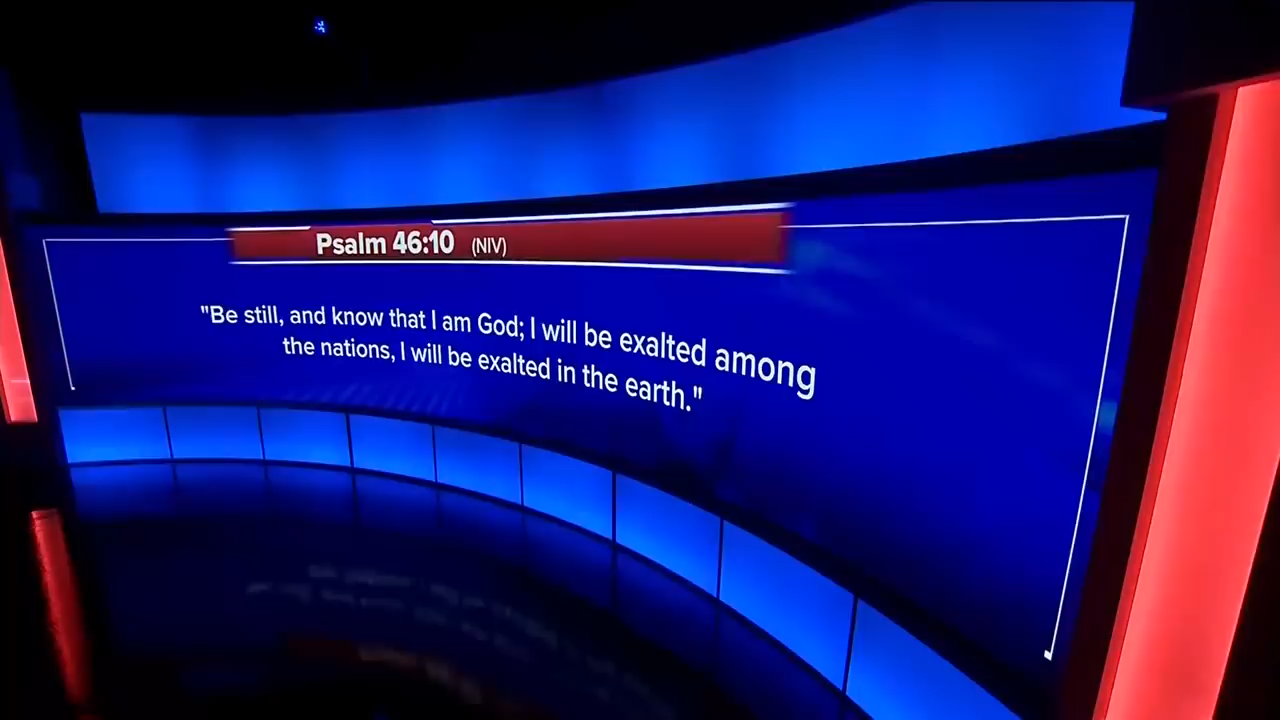 Psalm 46:10 (NIV)
"Be still, and know that I am God; I will be exalted among
the nations, I will be exalted in the earth."